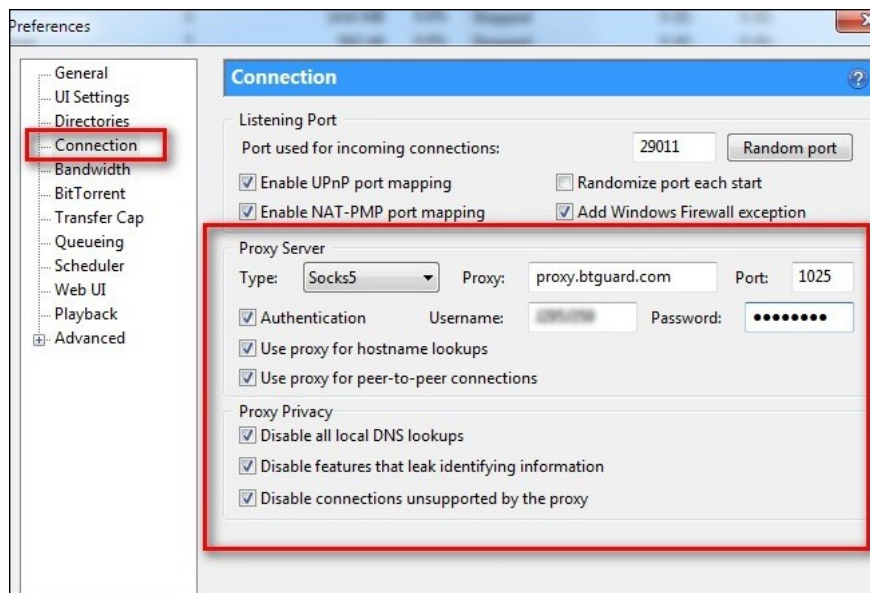 Preferences
General
UI Settings
Directories
Connection
Bandwidth
BitTorrent
Transfer Cap
Queueing
Scheduler
Web UI
Playback
Advanced
Connection
Listening Port
Port used for incoming connections: 29011 Random port
Enable UPnP port mapping Randomize port each start
Enable NAT-PMP port mapping Add Windows Firewall exception
Proxy Server
Type: Socks5 Proxy: proxy.btguard.com Port: 1025
Authentication Username: Password: ●●●●●●●●
Use proxy for hostname lookups
Use proxy for peer-to-peer connections
Proxy Privacy
Disable all local DNS lookups
Disable features that leak identifying information
Disable connections unsupported by the proxy